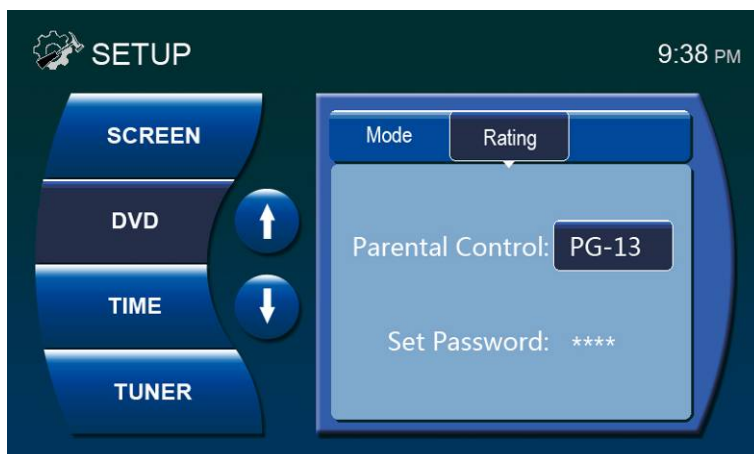 SETUP
9:38 PM
SCREEN
DVD
TIME
TUNER
Mode
Rating
Parental Control: PG-13
Set Password: ****